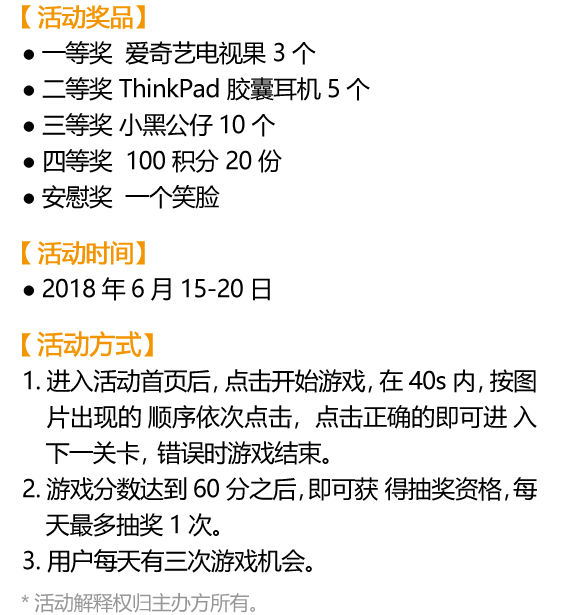 【活动奖品】
● 一等奖 爱奇艺电视果 3 个
● 二等奖 ThinkPad 胶囊耳机 5 个
● 三等奖 小黑公仔 10 个
● 四等奖 100 积分 20 份
● 安慰奖 一个笑脸
【活动时间】
● 2018 年 6 月 15-20 日
【活动方式】
1. 进入活动首页后, 点击开始游戏, 在 40s 内, 按图
片出现的 顺序依次点击, 点击正确的即可进 入
下一关卡, 错误时游戏结束。
2. 游戏分数达到 60 分之后, 即可获 得抽奖资格, 每
天最多抽奖 1 次。
3. 用户每天有三次游戏机会。
* 活动解释权归主办方所有。